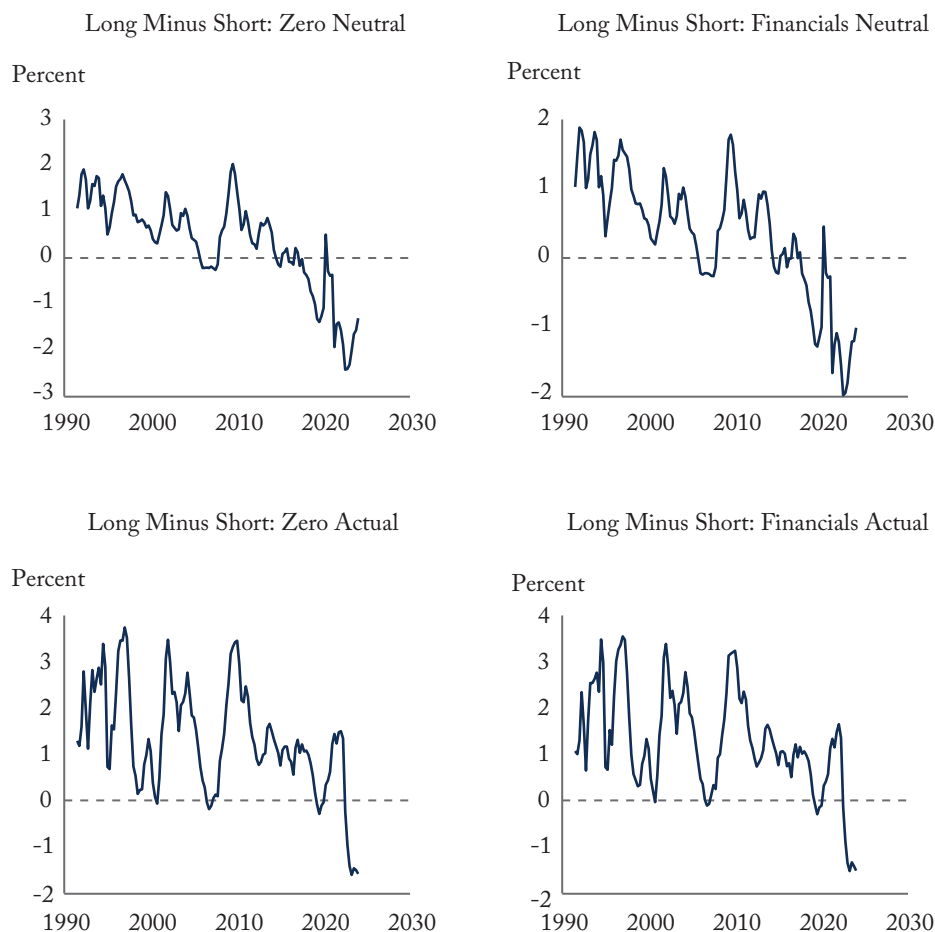 Long Minus Short: Zero Neutral
Percent
3
2
1
0
-1
-2
-3
1990 2000 2010 2020 2030
Long Minus Short: Financials Neutral
Percent
2
1
0
-1
-2
1990 2000 2010 2020 2030
Long Minus Short: Zero Actual
Percent
4
3
2
1
0
-1
-2
1990 2000 2010 2020 2030
Long Minus Short: Financials Actual
Percent
4
3
2
1
0
-1
-2
1990 2000 2010 2020 2030